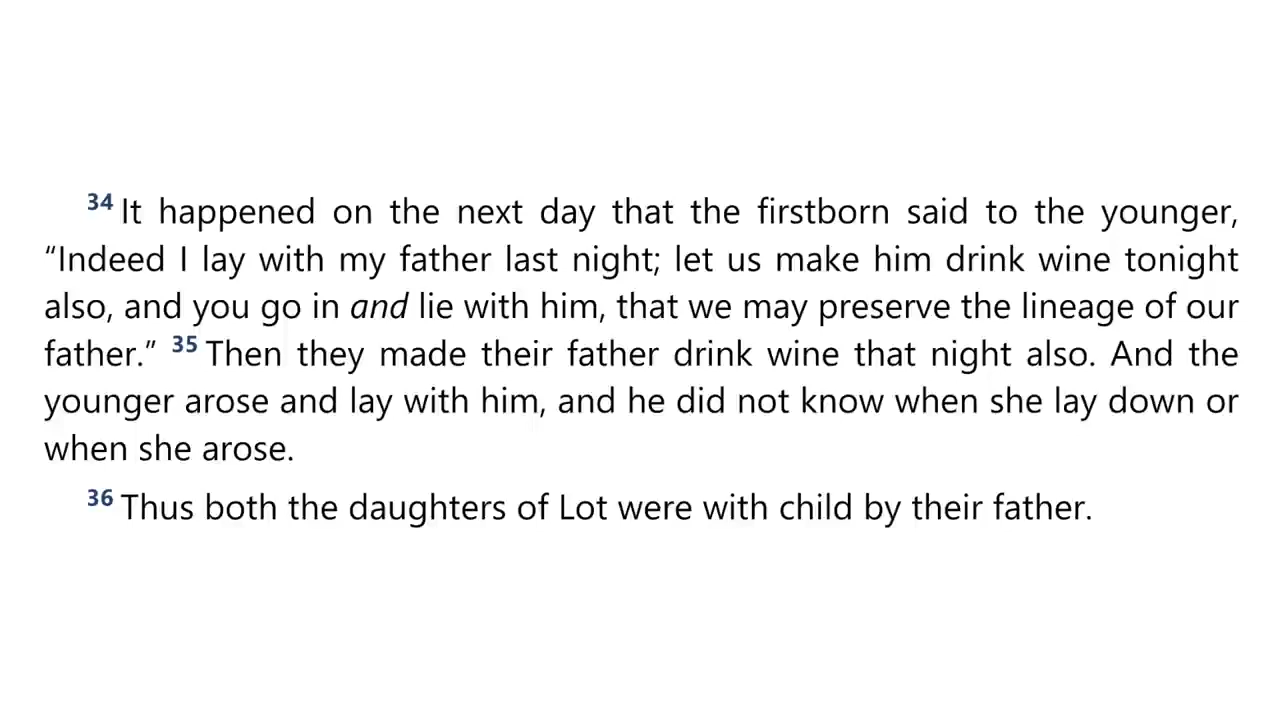 34 It happened on the next day that the firstborn said to the younger,
“Indeed I lay with my father last night; let us make him drink wine tonight
also, and you go in and lie with him, that we may preserve the lineage of our
father.” 35 Then they made their father drink wine that night also. And the
younger arose and lay with him, and he did not know when she lay down or
when she arose.
36 Thus both the daughters of Lot were with child by their father.